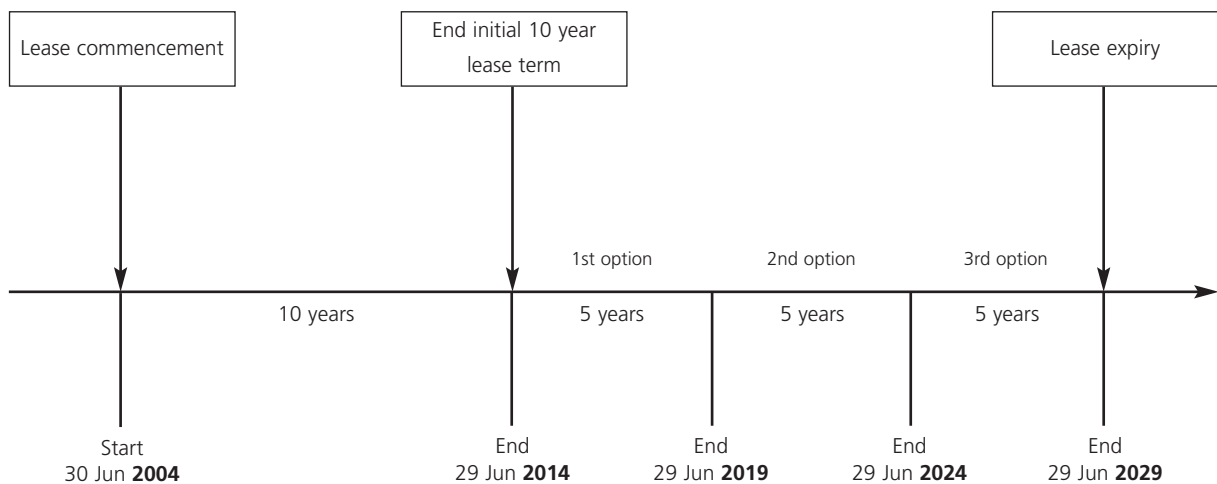 Lease commencement
End initial 10 year
lease term
Lease expiry
1st option
2nd option
3rd option
10 years
5 years
5 years
5 years
Start
30 Jun 2004
End
29 Jun 2014
End
29 Jun 2019
End
29 Jun 2024
End
29 Jun 2029